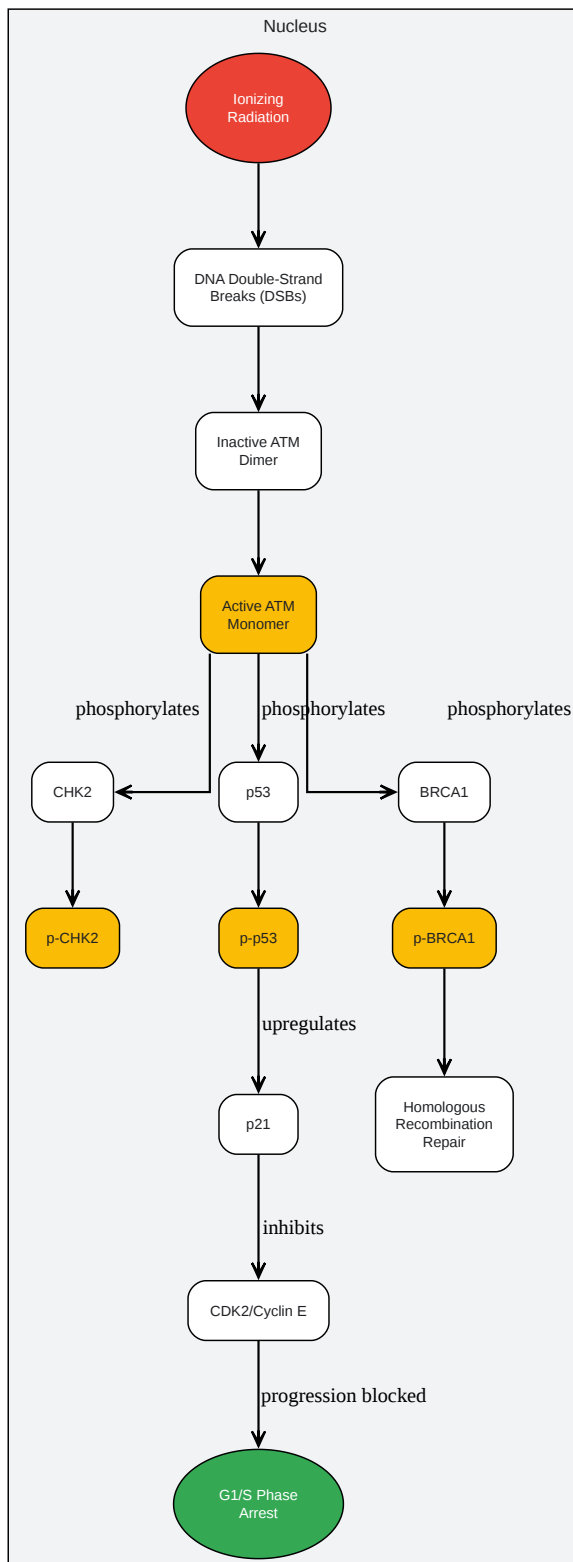 Nucleus
Ionizing
Radiation
DNA Double-Strand
Breaks (DSBs)
Inactive ATM
Dimer
Active ATM
Monomer
phosphorylates
phosphorylates
phosphorylates
CHK2
p53
BRCA1
p-CHK2
p-p53
p-BRCA1
upregulates
p21
Homologous
Recombination
Repair
inhibits
CDK2/Cyclin E
progression blocked
G1/S Phase
Arrest